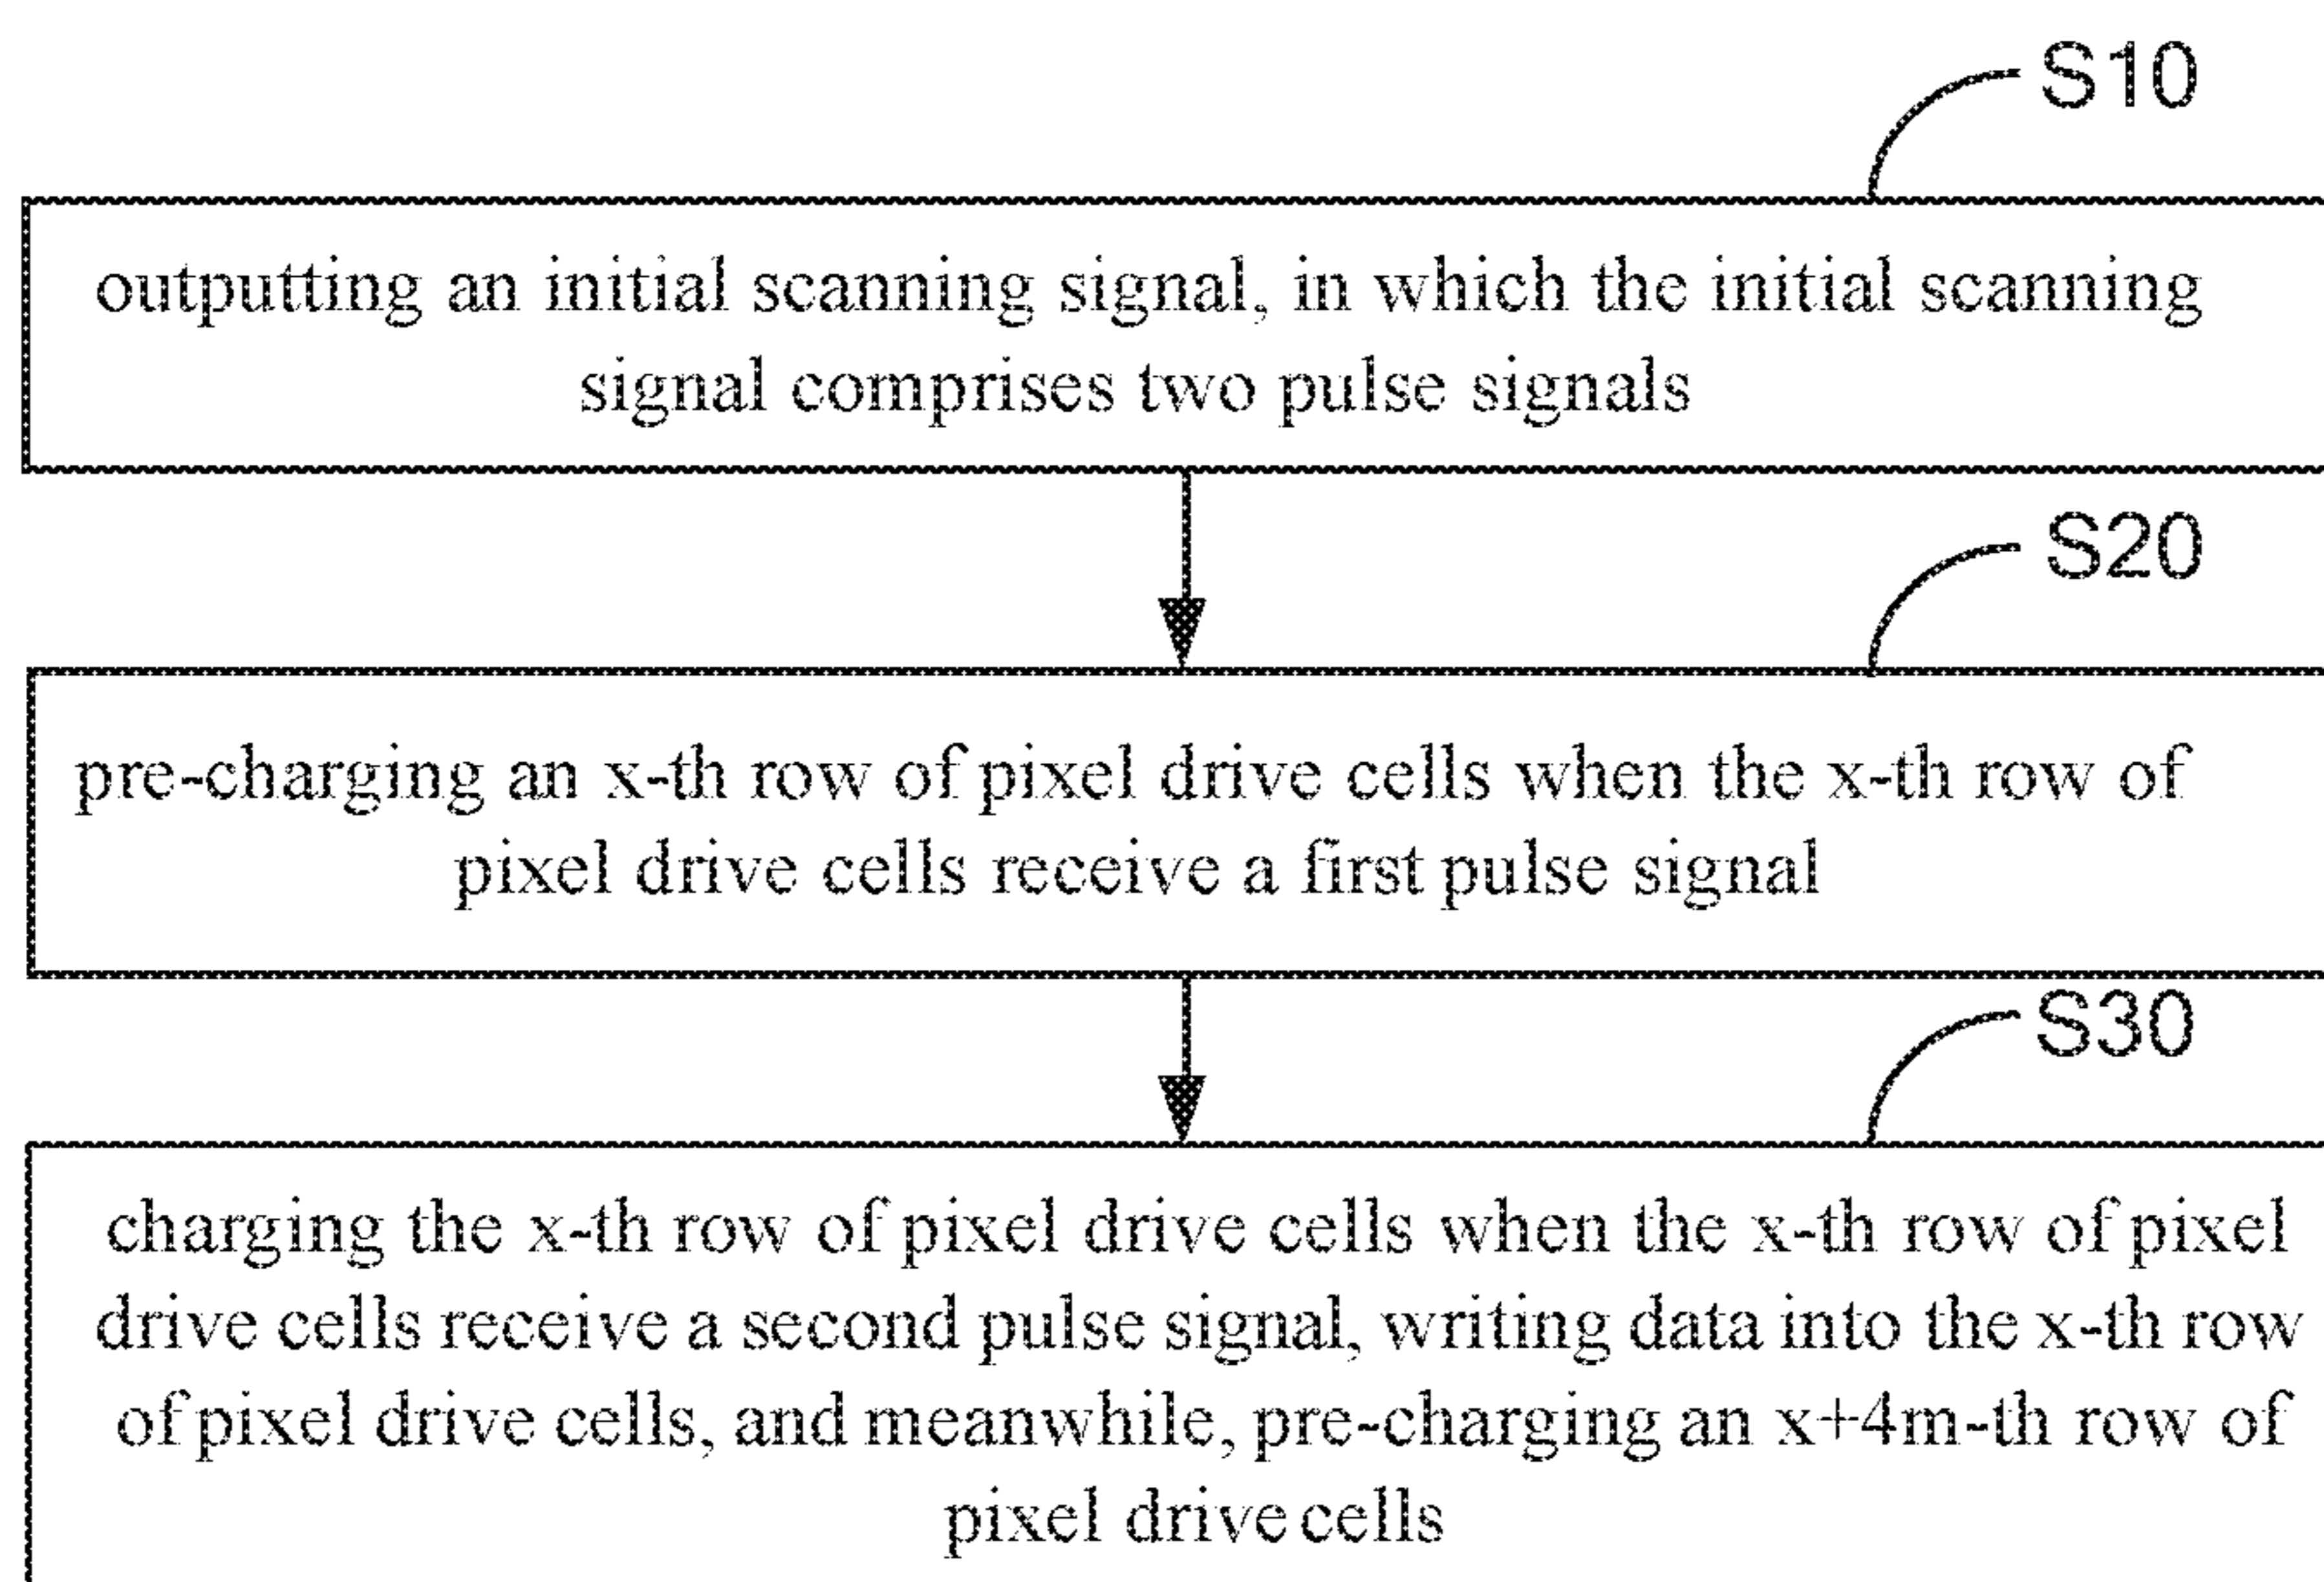 S10
outputting an initial scanning signal, in which the initial scanning
signal comprises two pulse signals
S20
pre-charging an x-th row of pixel drive cells when the x-th row of
pixel drive cells receive a first pulse signal
S30
charging the x-th row of pixel drive cells when the x-th row of pixel
drive cells receive a second pulse signal, writing data into the x-th row
of pixel drive cells, and meanwhile, pre-charging an x+4m-th row of
pixel drive cells